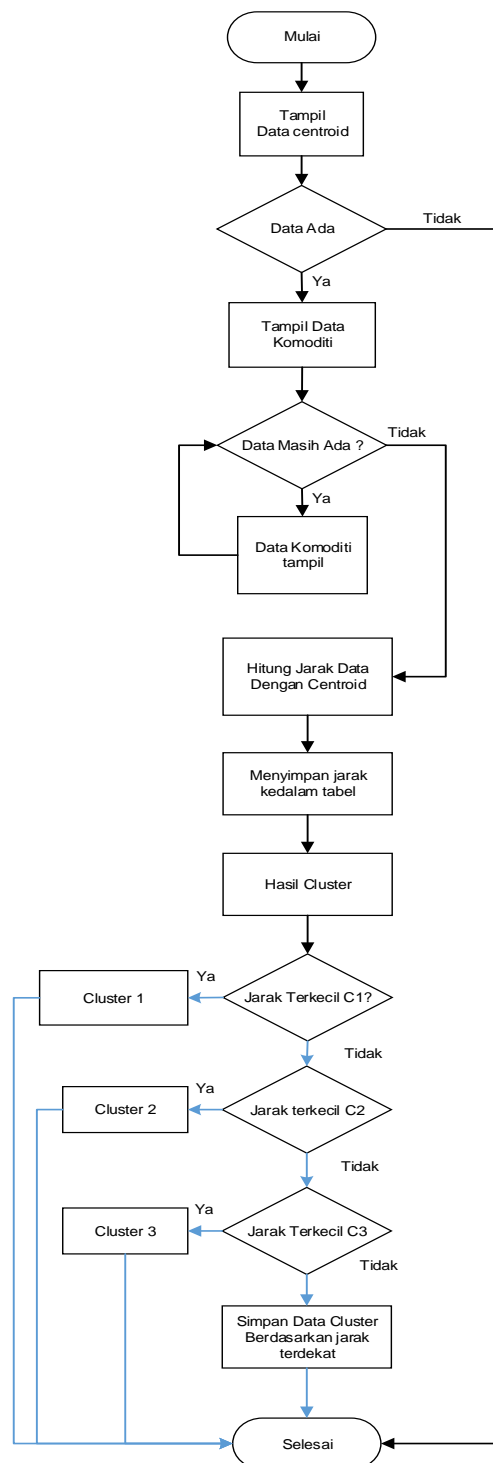 Mulai
Tampil
Data centroid
Data Ada
Tidak
Ya
Tampil Data
Komoditi
Data Masih Ada ?
Tidak
Ya
Data Komoditi
tampil
Hitung Jarak Data
Dengan Centroid
Menyimpan jarak
kedalam tabel
Hasil Cluster
Jarak Terkecil C1?
Ya
Cluster 1
Tidak
Jarak terkecil C2
Ya
Cluster 2
Tidak
Jarak Terkecil C3
Ya
Cluster 3
Tidak
Simpan Data Cluster
Berdasarkan jarak
terdekat
Selesai